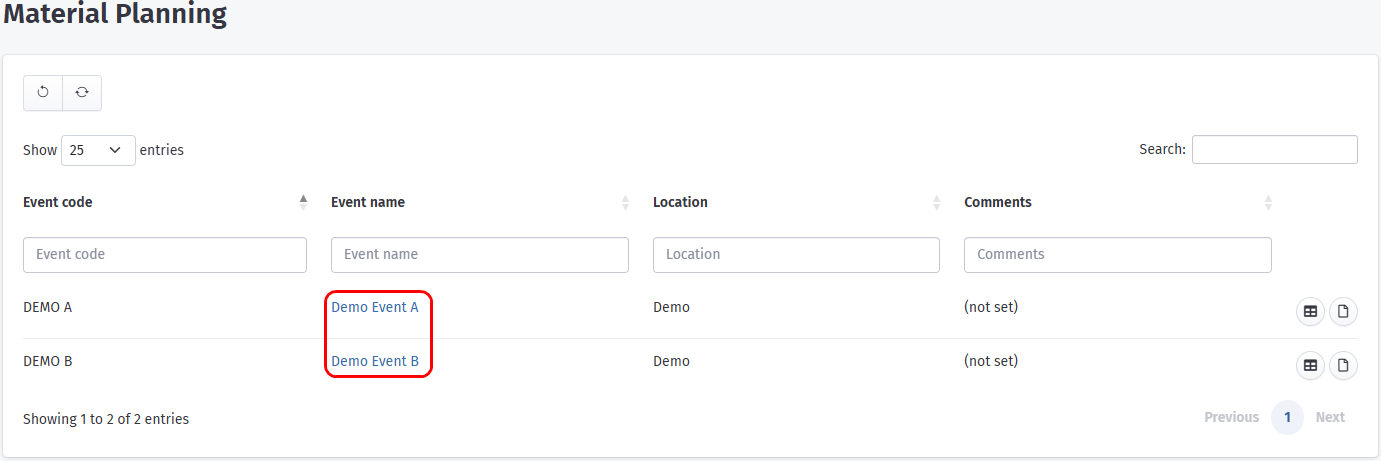 Material Planning
Show 25 entries
Search:
Event code Event name Location Comments
Event code Event name Location Comments
DEMO A Demo Event A Demo (not set)
DEMO B Demo Event B Demo (not set)
Showing 1 to 2 of 2 entries
Previous 1 Next